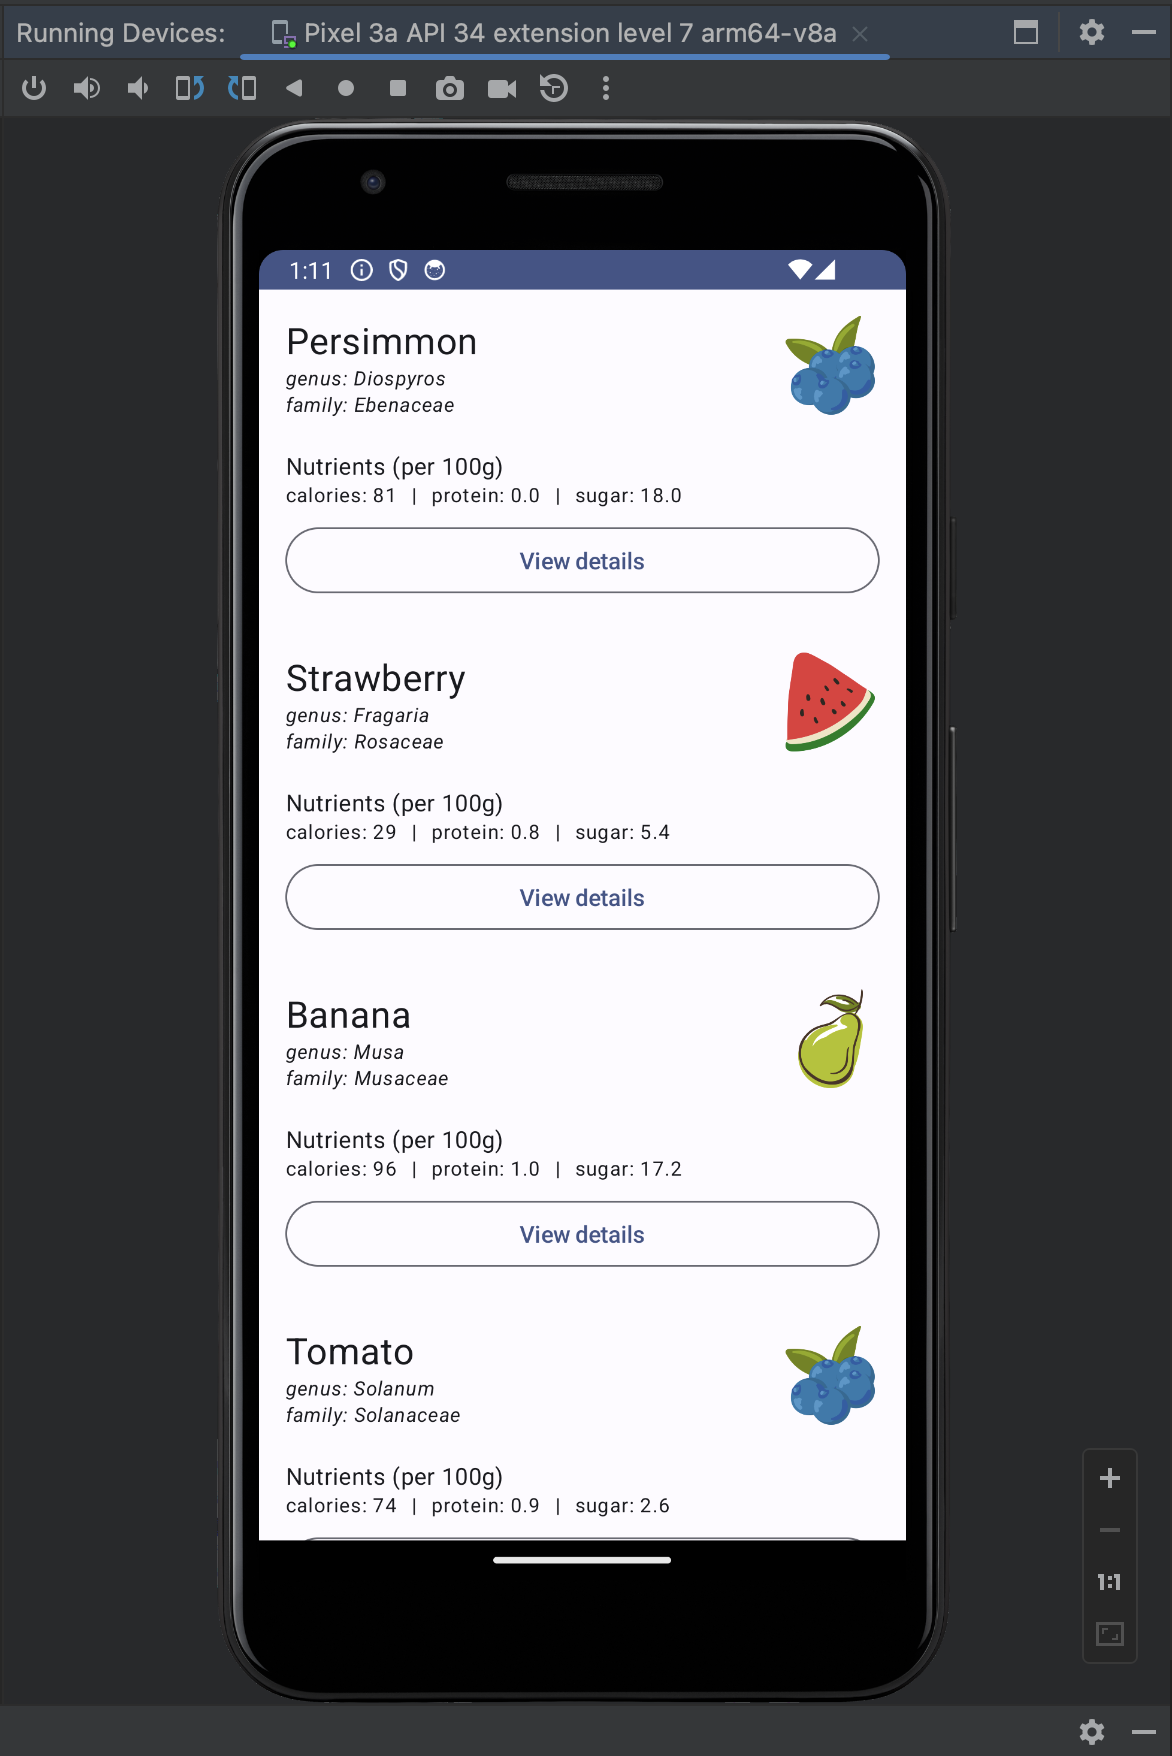 Running Devices: Pixel 3a API 34 extension level 7 arm64-v8a
1:11
Persimmon
genus: Diospyros
family: Ebenaceae
Nutrients (per 100g)
calories: 81 | protein: 0.0 | sugar: 18.0
View details
Strawberry
genus: Fragaria
family: Rosaceae
Nutrients (per 100g)
calories: 29 | protein: 0.8 | sugar: 5.4
View details
Banana
genus: Musa
family: Musaceae
Nutrients (per 100g)
calories: 96 | protein: 1.0 | sugar: 17.2
View details
Tomato
genus: Solanum
family: Solanaceae
Nutrients (per 100g)
calories: 74 | protein: 0.9 | sugar: 2.6
1:1